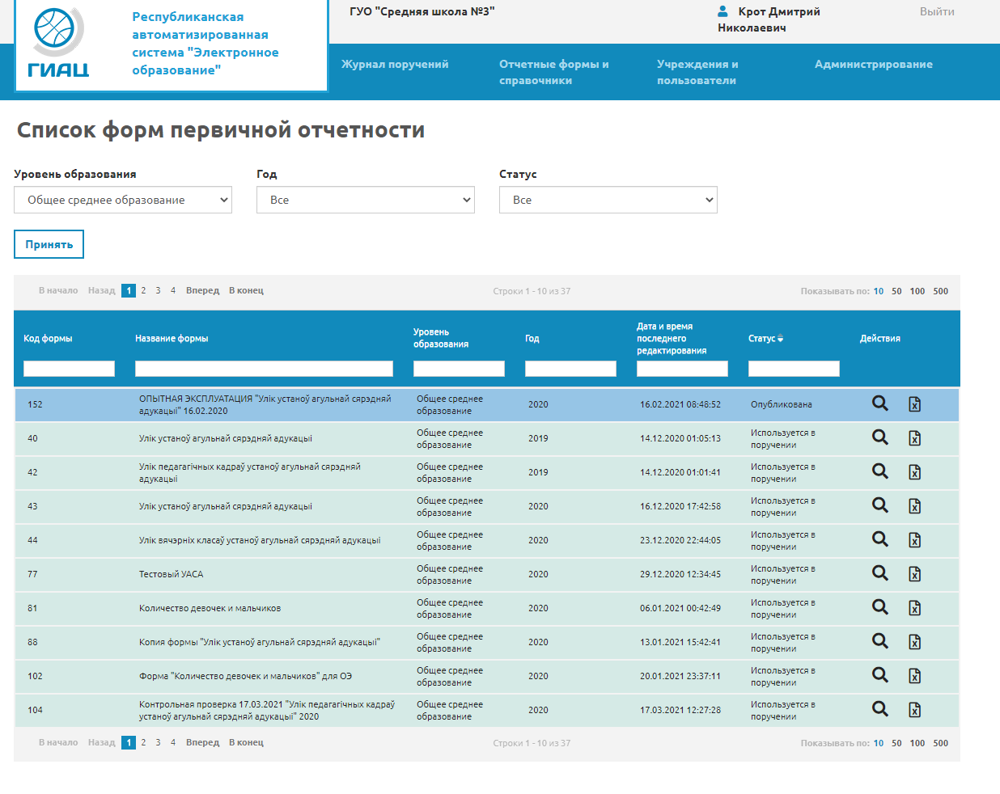 ГИАЦ
Республиканская
автоматизированная
система "Электронное
образование"
ГУО "Средняя школа №3"
Крот Дмитрий
Николаевич
Выйти
Журнал поручений
Отчетные формы и
справочники
Учреждения и
пользователи
Администрирование
Список форм первичной отчетности
Уровень образования
Год
Статус
Общее среднее образование
Все
Все
Принять
В начало Назад 1 2 3 4 Вперед В конец
Строки 1 - 10 из 37
Показывать по: 10 50 100 500
Код формы
Название формы
Уровень
образования
Год
Дата и время
последнего
редактирования
Статус
Действия
152
ОПЫТНАЯ ЭКСПЛУАТАЦИЯ "Улік устаноў агульнай сярэдняй
адукацыі" 16.02.2020
Общее среднее
образование
2020
16.02.2021 08:48:52
Опубликована
40
Улік устаноў агульнай сярэдняй адукацыі
Общее среднее
образование
2019
14.12.2020 01:05:13
Используется в
поручении
42
Улік педагагічных кадраў устаноў агульнай сярэдняй
адукацыі
Общее среднее
образование
2019
14.12.2020 01:01:41
Используется в
поручении
43
Улік устаноў агульнай сярэдняй адукацыі
Общее среднее
образование
2020
16.12.2020 17:42:58
Используется в
поручении
44
Улік вячэрніх класаў устаноў агульнай сярэдняй адукацыі
Общее среднее
образование
2020
23.12.2020 22:44:05
Используется в
поручении
77
Тестовый УАСА
Общее среднее
образование
2020
29.12.2020 12:34:45
Используется в
поручении
81
Количество девочек и мальчиков
Общее среднее
образование
2020
06.01.2021 00:42:49
Используется в
поручении
88
Копия формы "Улік устаноў агульнай сярэдняй адукацыі"
Общее среднее
образование
2020
13.01.2021 15:42:41
Используется в
поручении
102
Форма "Количество девочек и мальчиков" для ОЭ
Общее среднее
образование
2020
20.01.2021 23:37:11
Используется в
поручении
104
Контрольная проверка 17.03.2021 "Улік педагагічных кадраў
устаноў агульнай сярэдняй адукацыі" 2020
Общее среднее
образование
2020
17.03.2021 12:27:28
Используется в
поручении
В начало Назад 1 2 3 4 Вперед В конец
Строки 1 - 10 из 37
Показывать по: 10 50 100 500